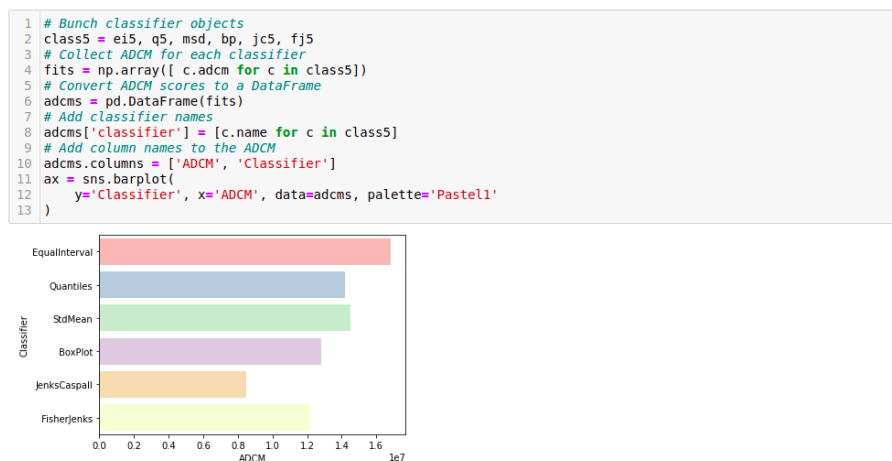 1 # Bunch classifier objects
2 class5 = ei5, q5, msd, bp, jc5, fj5
3 # Collect ADCM for each classifier
4 fits = np.array([ c.adcm for c in class5])
5 # Convert ADCM scores to a DataFrame
6 adcms = pd.DataFrame(fits)
7 # Add classifier names
8 adcms['classifier'] = [c.name for c in class5]
9 # Add column names to the ADCM
10 adcms.columns = ['ADCM', 'Classifier']
11 ax = sns.barplot(
12     y='Classifier', x='ADCM', data=adcms, palette='Pastel1'
13 )
EqualInterval
Quantiles
StdMean
BoxPlot
JenksCaspall
FisherJenks
Classifier
0.0 0.2 0.4 0.6 0.8 1.0 1.2 1.4 1.6
ADCM
1e7